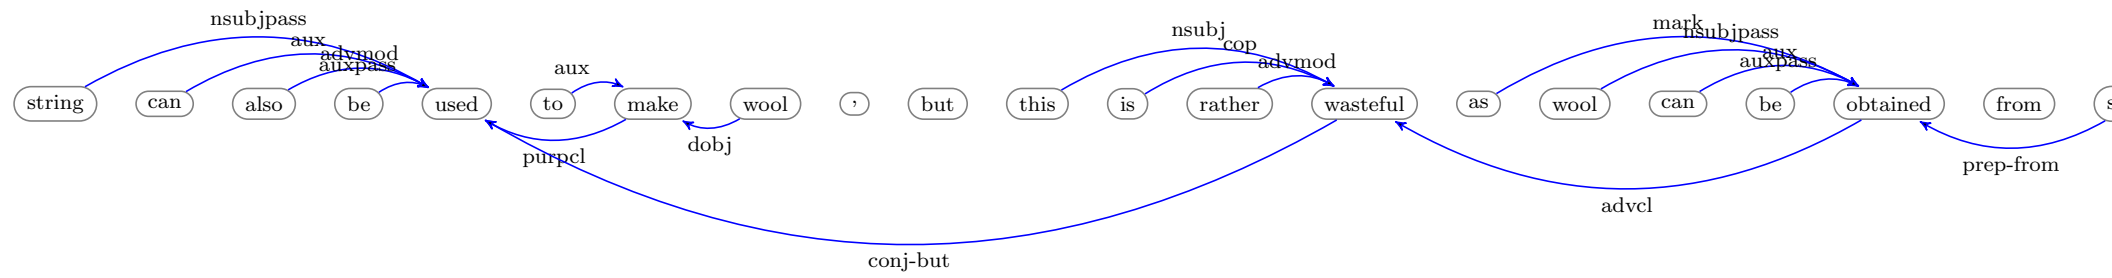 nsubjpass
aux
advmod
auxpass
aux
nsubj
cop
advmod
mark
nsubjpass
aux
auxpass
string can also be used to make wool , but this is rather wasteful as wool can be obtained from
purpcl
dobj
prep-from
advcl
conj-but